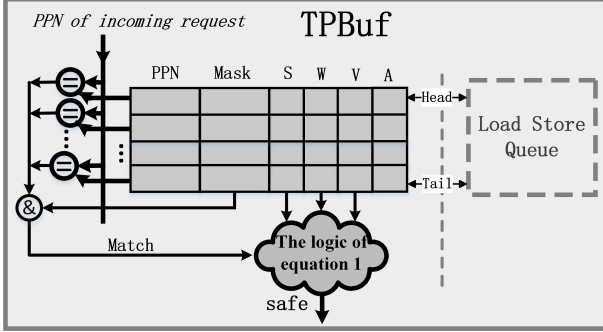 PPN of incoming request
TPBuf
PPN Mask S W V A
Head
Load Store
Queue
Tail
&
Match
The logic of
equation 1
safe